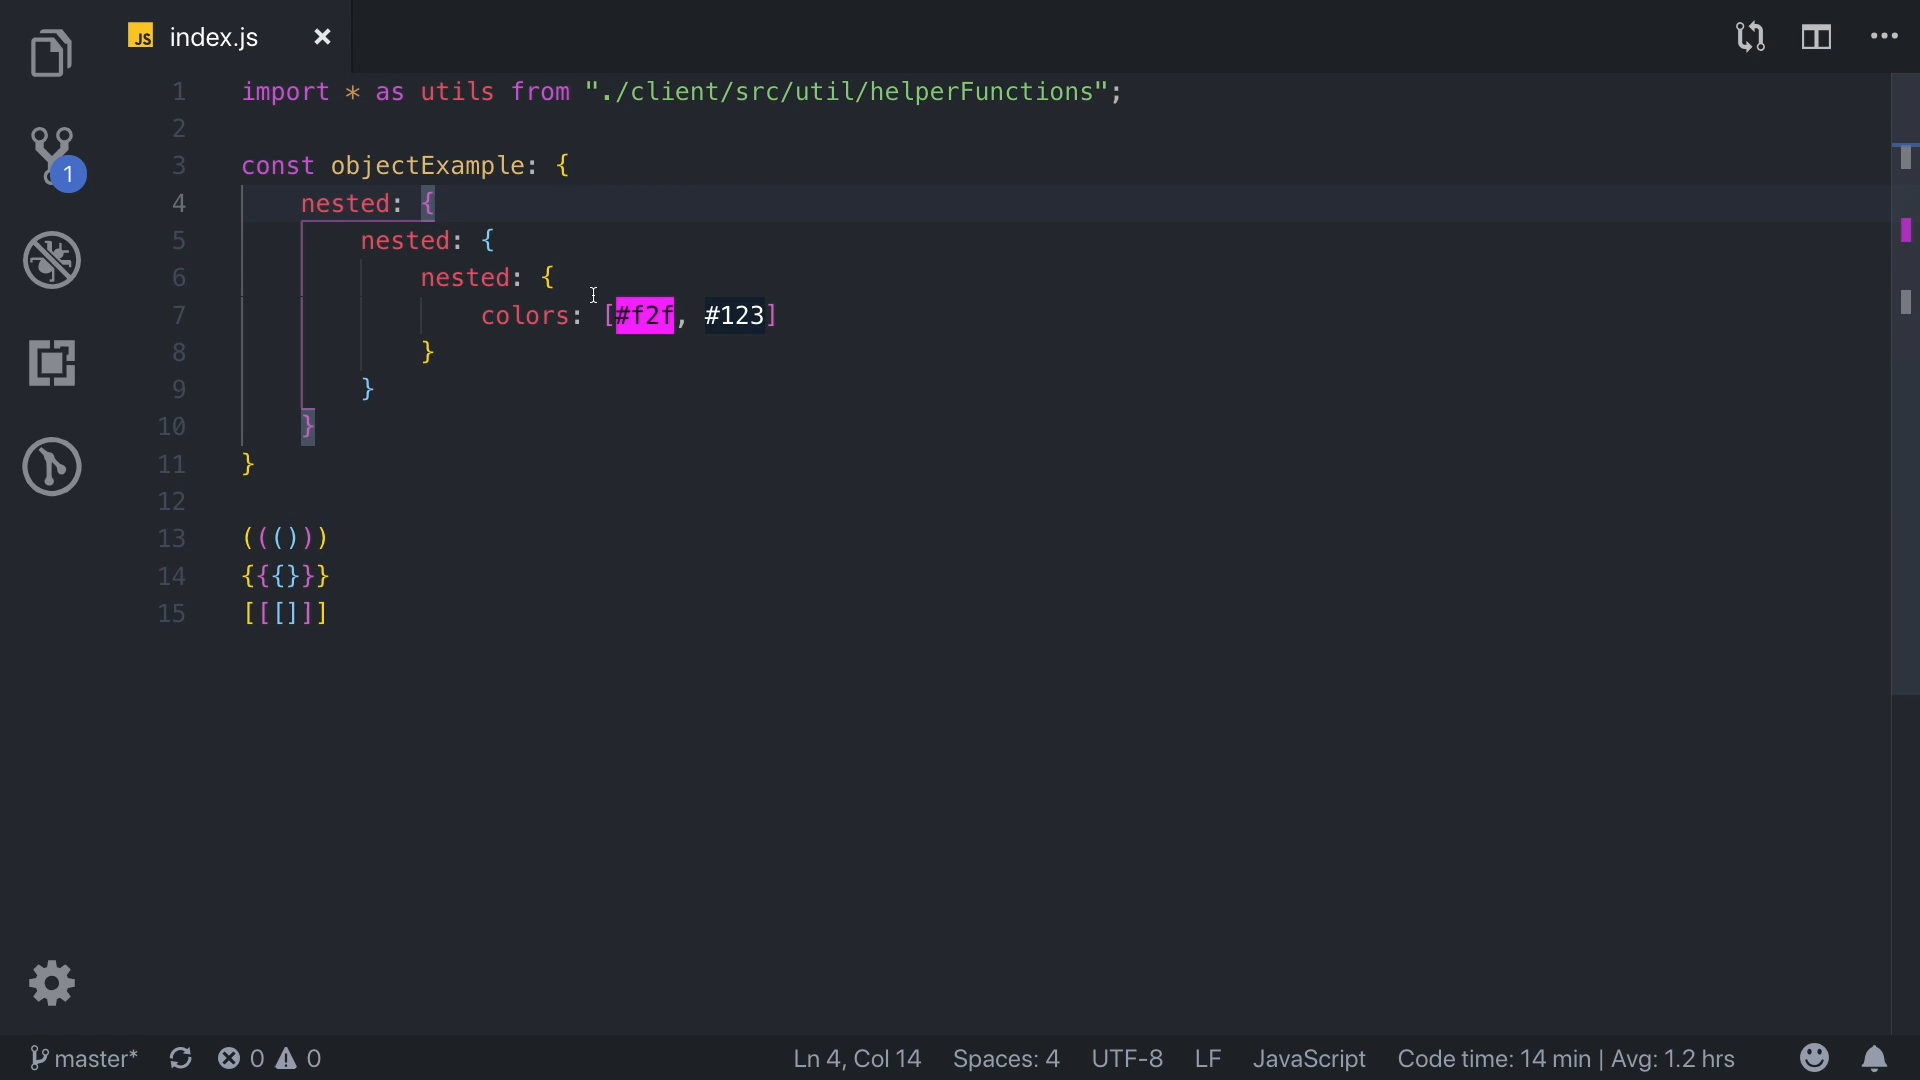 JS index.js ×
1 import * as utils from "./client/src/util/helperFunctions";
2
3 const objectExample: {
4     nested: {
5         nested: {
6             nested: {
7                 colors: [#f2f, #123]
8             }
9         }
10     }
11 }
12
13 ((()))
14 {{{}}}
15 [[[]]]
1
master* 0 0 Ln 4, Col 14 Spaces: 4 UTF-8 LF JavaScript Code time: 14 min | Avg: 1.2 hrs